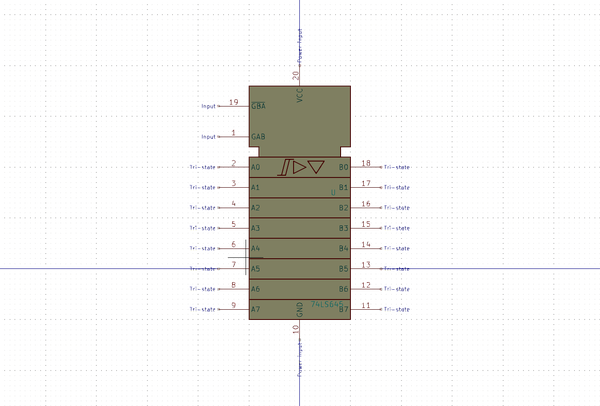 Power Input
20
VCC
Input 19 GBA
Input 1 GAB
Tri-state 2 A0 B0 18 Tri-state
Tri-state 3 A1 B1 17 Tri-state
U
Tri-state 4 A2 B2 16 Tri-state
Tri-state 5 A3 B3 15 Tri-state
Tri-state 6 A4 B4 14 Tri-state
Tri-state 7 A5 B5 13 Tri-state
Tri-state 8 A6 B6 12 Tri-state
Tri-state 9 A7 B7 11 Tri-state
GND
10
Power Input